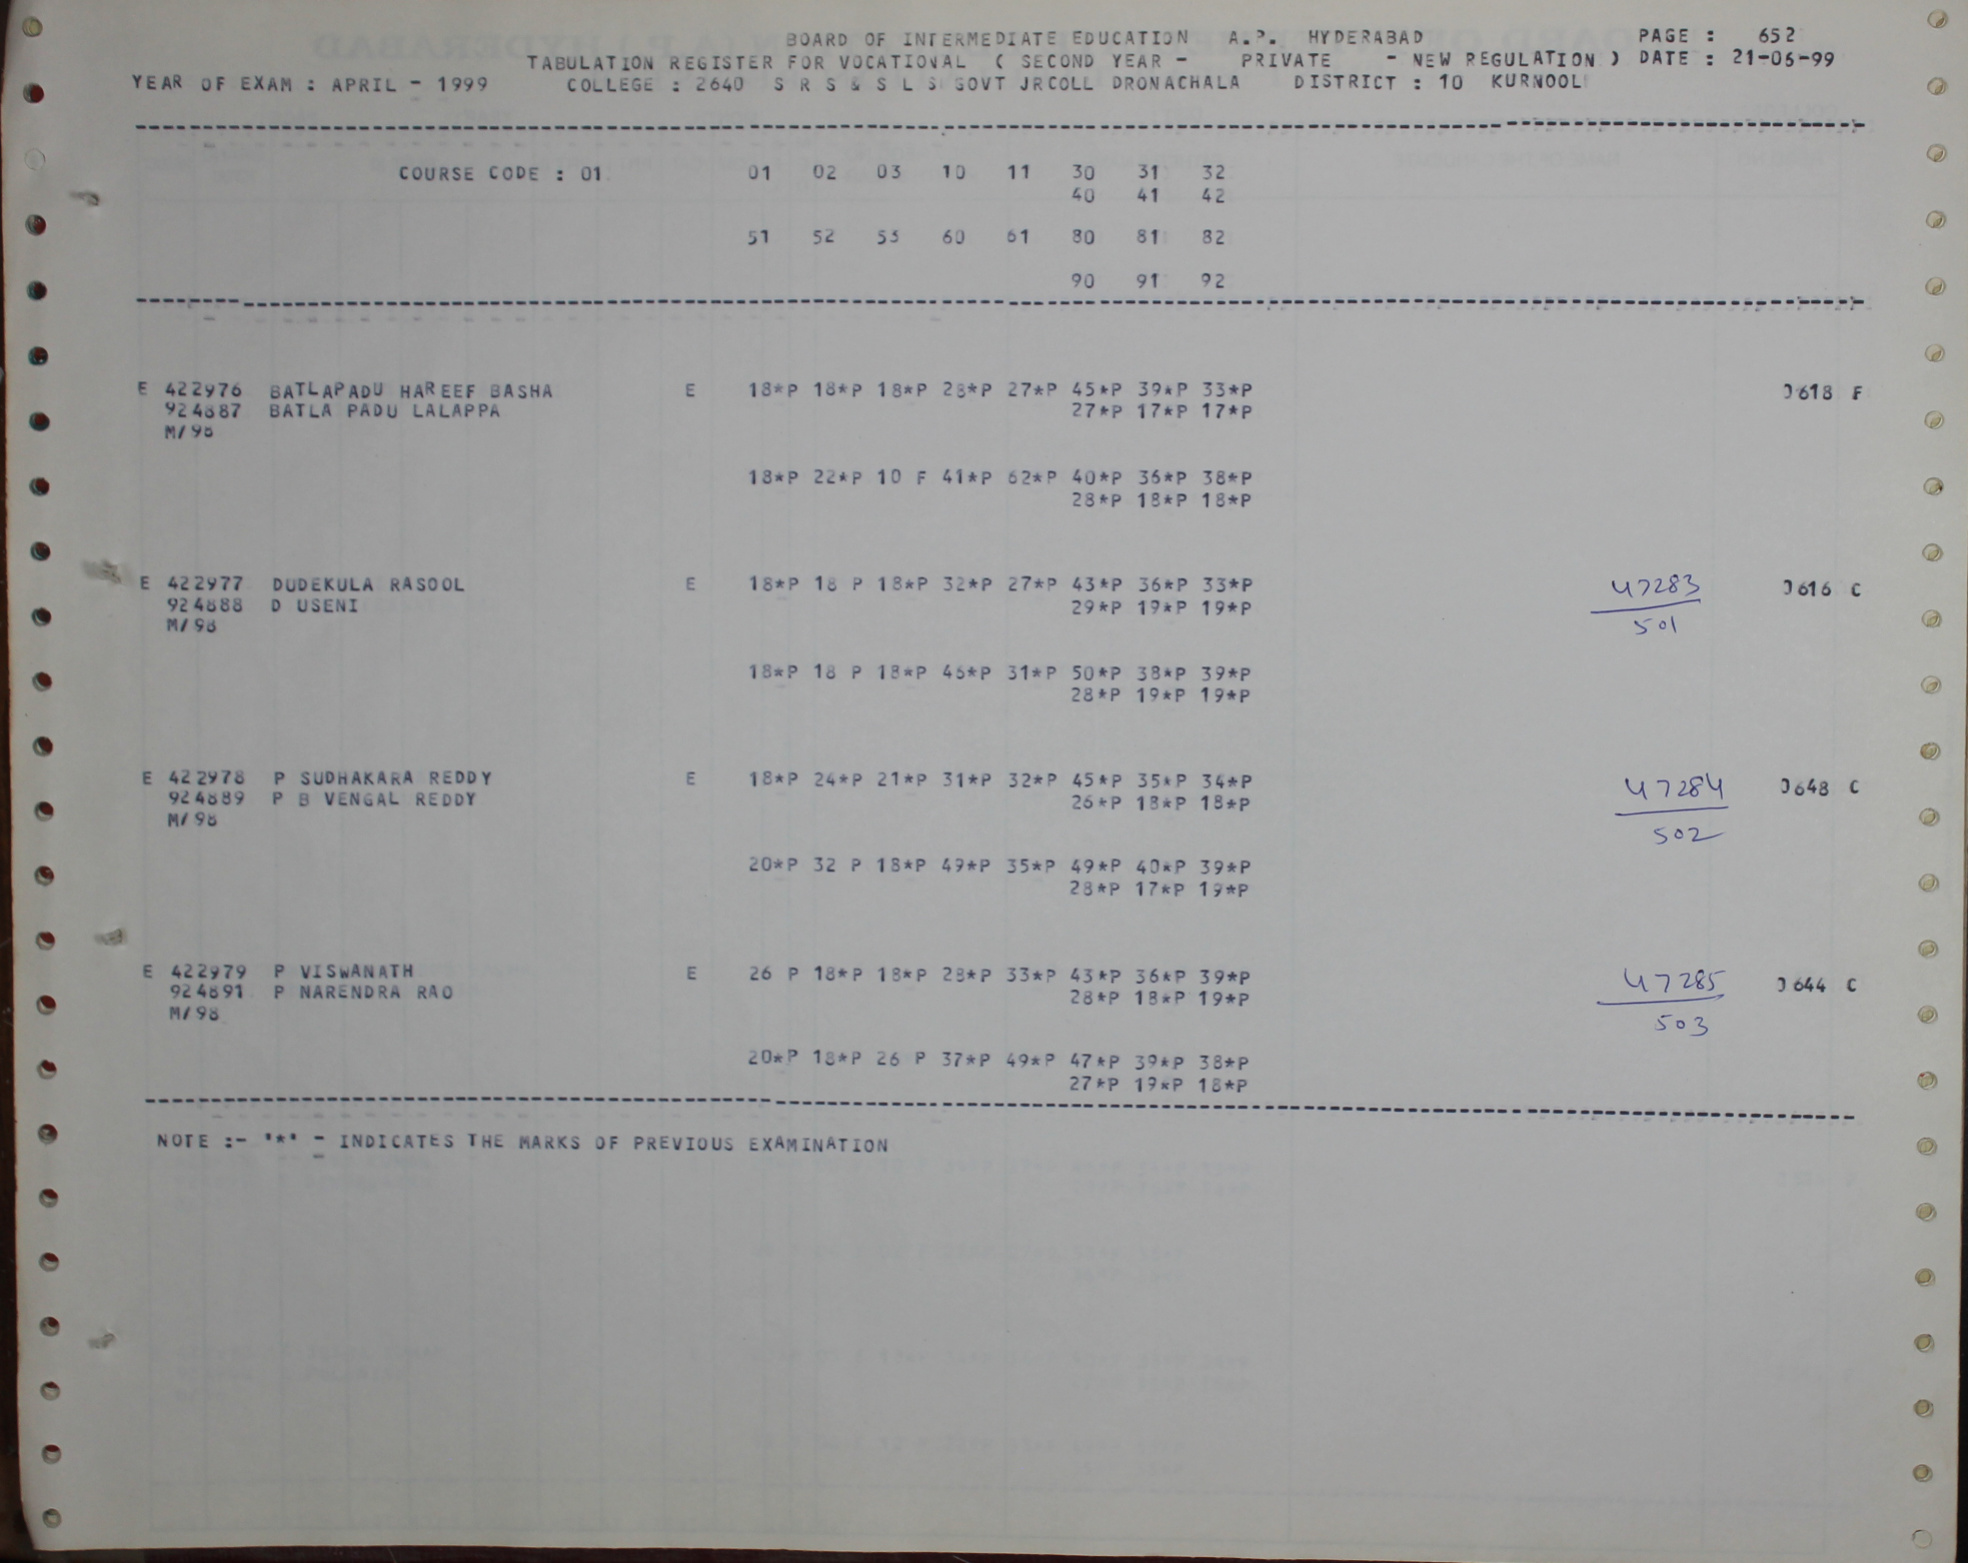 BOARD OF INTERMEDIATE EDUCATION A.P. HYDERABAD PAGE : 652
TABULATION REGISTER FOR VOCATIONAL ( SECOND YEAR - PRIVATE - NEW REGULATION ) DATE : 21-06-99
YEAR OF EXAM : APRIL - 1999 COLLEGE : 2640 S R S & S L S GOVT JRCOLL DRONACHALA DISTRICT : 10 KURNOOL
COURSE CODE : 01 01 02 03 10 11 30 31 32
40 41 42
51 52 53 60 61 80 81 82
90 91 92
E 422976 BATLAPADU HAREEF BASHA E 18*P 18*P 18*P 28*P 27*P 45*P 39*P 33*P 0618 F
924687 BATLA PADU LALAPPA 27*P 17*P 17*P
M/98
18*P 22*P 10 F 41*P 62*P 40*P 36*P 38*P
28*P 18*P 18*P
E 422977 DUDEKULA RASOOL E 18*P 18 P 18*P 32*P 27*P 43*P 36*P 33*P 47283 0616 C
924688 D USENI 29*P 19*P 19*P 501
M/98
18*P 18 P 18*P 46*P 31*P 50*P 38*P 39*P
28*P 19*P 19*P
E 422978 P SUDHAKARA REDDY E 18*P 24*P 21*P 31*P 32*P 45*P 35*P 34*P 47284 0648 C
924689 P B VENGAL REDDY 26*P 18*P 18*P 502
M/98
20*P 32 P 18*P 49*P 35*P 49*P 40*P 39*P
28*P 17*P 19*P
E 422979 P VISWANATH E 26 P 18*P 18*P 28*P 33*P 43*P 36*P 39*P 47285 0644 C
924691 P NARENDRA RAO 28*P 18*P 19*P 503
M/98
20*P 18*P 26 P 37*P 49*P 47*P 39*P 38*P
27*P 19*P 18*P
NOTE :- '*' - INDICATES THE MARKS OF PREVIOUS EXAMINATION